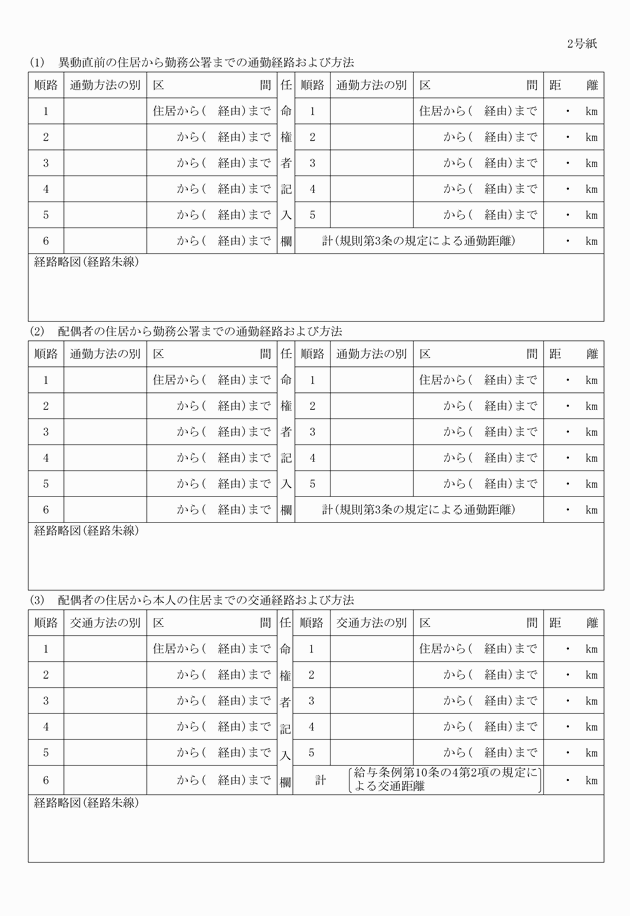 2号紙
(1) 異動直前の住居から勤務公署までの通勤経路および方法
順路 通勤方法の別 区 間 任 順路 通勤方法の別 区 間 距 離
1 住居から( 経由)まで 命 1 住居から( 経由)まで ・ km
2 から( 経由)まで 権 2 から( 経由)まで ・ km
3 から( 経由)まで 者 3 から( 経由)まで ・ km
4 から( 経由)まで 記 4 から( 経由)まで ・ km
5 から( 経由)まで 入 5 から( 経由)まで ・ km
6 から( 経由)まで 欄 計(規則第3条の規定による通勤距離) ・ km
経路略図(経路朱線)
(2) 配偶者の住居から勤務公署までの通勤経路および方法
順路 通勤方法の別 区 間 任 順路 通勤方法の別 区 間 距 離
1 住居から( 経由)まで 命 1 住居から( 経由)まで ・ km
2 から( 経由)まで 権 2 から( 経由)まで ・ km
3 から( 経由)まで 者 3 から( 経由)まで ・ km
4 から( 経由)まで 記 4 から( 経由)まで ・ km
5 から( 経由)まで 入 5 から( 経由)まで ・ km
6 から( 経由)まで 欄 計(規則第3条の規定による通勤距離) ・ km
経路略図(経路朱線)
(3) 配偶者の住居から本人の住居までの交通経路および方法
順路 交通方法の別 区 間 任 順路 交通方法の別 区 間 距 離
1 住居から( 経由)まで 命 1 住居から( 経由)まで ・ km
2 から( 経由)まで 権 2 から( 経由)まで ・ km
3 から( 経由)まで 者 3 から( 経由)まで ・ km
4 から( 経由)まで 記 4 から( 経由)まで ・ km
5 から( 経由)まで 入 5 から( 経由)まで ・ km
6 から( 経由)まで 欄 計 (給与条例第10条の4第2項の規定に
よる交通距離) ・ km
経路略図(経路朱線)